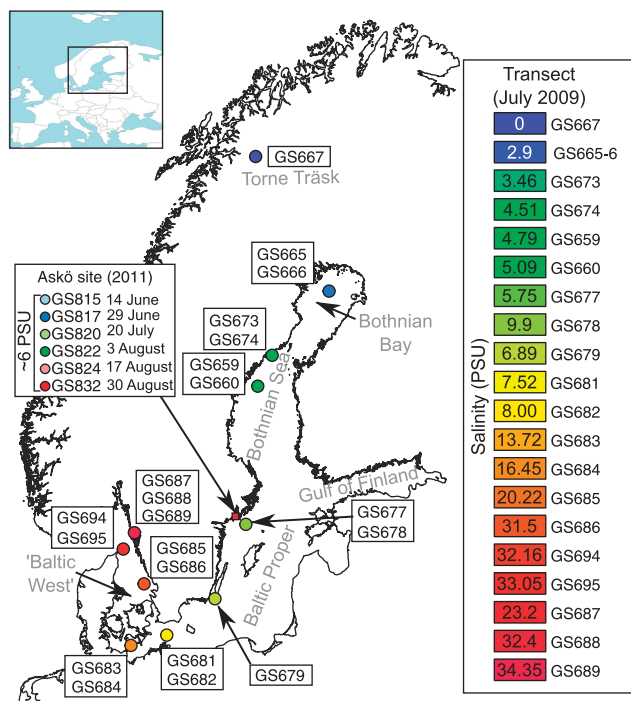 Transect
(July 2009)
Salinity (PSU)
0 GS667
2.9 GS665-6
3.46 GS673
4.51 GS674
4.79 GS659
5.09 GS660
5.75 GS677
9.9 GS678
6.89 GS679
7.52 GS681
8.00 GS682
13.72 GS683
16.45 GS684
20.22 GS685
31.5 GS686
32.16 GS694
33.05 GS695
23.2 GS687
32.4 GS688
34.35 GS689
GS667
Torne Träsk
GS665
GS666
Bothnian
Bay
Askö site (2011)
~6 PSU
GS815 14 June
GS817 29 June
GS820 20 July
GS822 3 August
GS824 17 August
GS832 30 August
GS673
GS674
GS659
GS660
Bothnian Sea
Gulf of Finland
GS687
GS688
GS689
GS694
GS695
GS677
GS678
GS685
GS686
'Baltic
West'
Baltic Proper
GS683
GS684
GS681
GS682
GS679